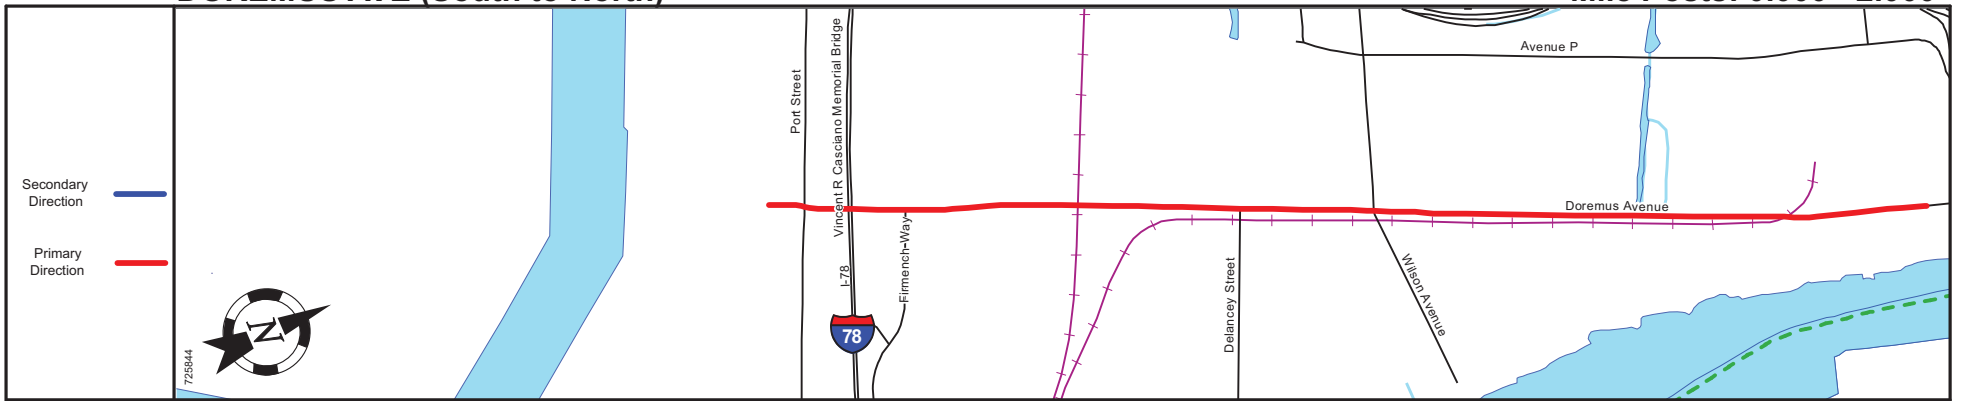 Secondary
Direction
Primary
Direction
725844
N
Port Street
Vincent R Casciano Memorial Bridge
I-78
78
Firmench-Way
Delancey Street
Wilson Avenue
Avenue P
Doremus Avenue